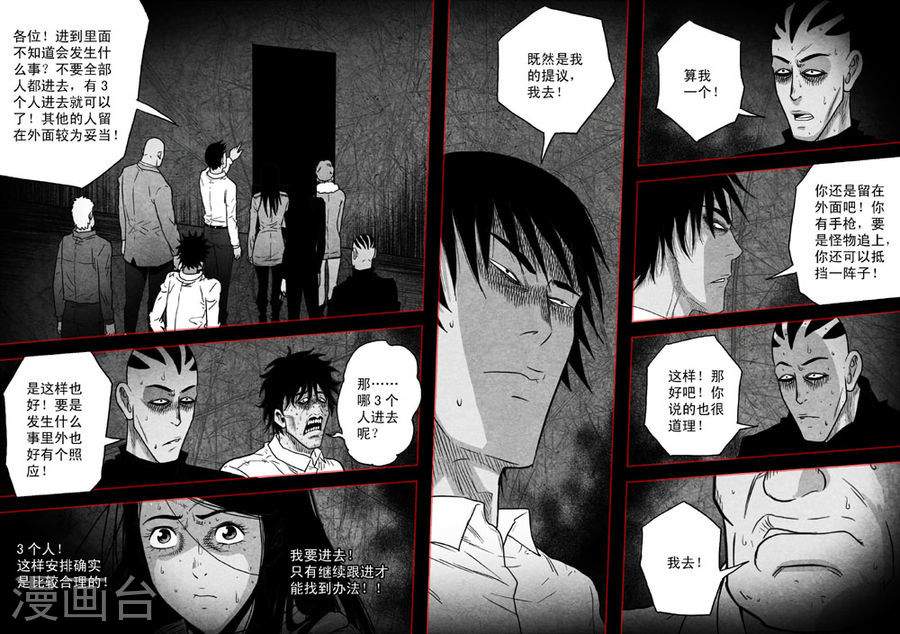 各位！进到里面
不知道会发生什
么事？不要全部
人都进去，有3
个人进去就可以
了！其他的人留
在外面较为妥当！
是这样也
好！要是
发生什么
事里外也
好有个照
应！
那……
哪3个
人进去
呢？
3个人！
这样安排确实
是比较合理的！
我要进去！
只有继续跟进才
能找到办法！！
既然是我
的提议，
我去！
算我
一个！
你还是留在
外面吧！你
有手枪，要
是怪物追上，
你还可以抵
挡一阵子！
这样！那
好吧！你
说的也很
道理！
我去！
漫画台